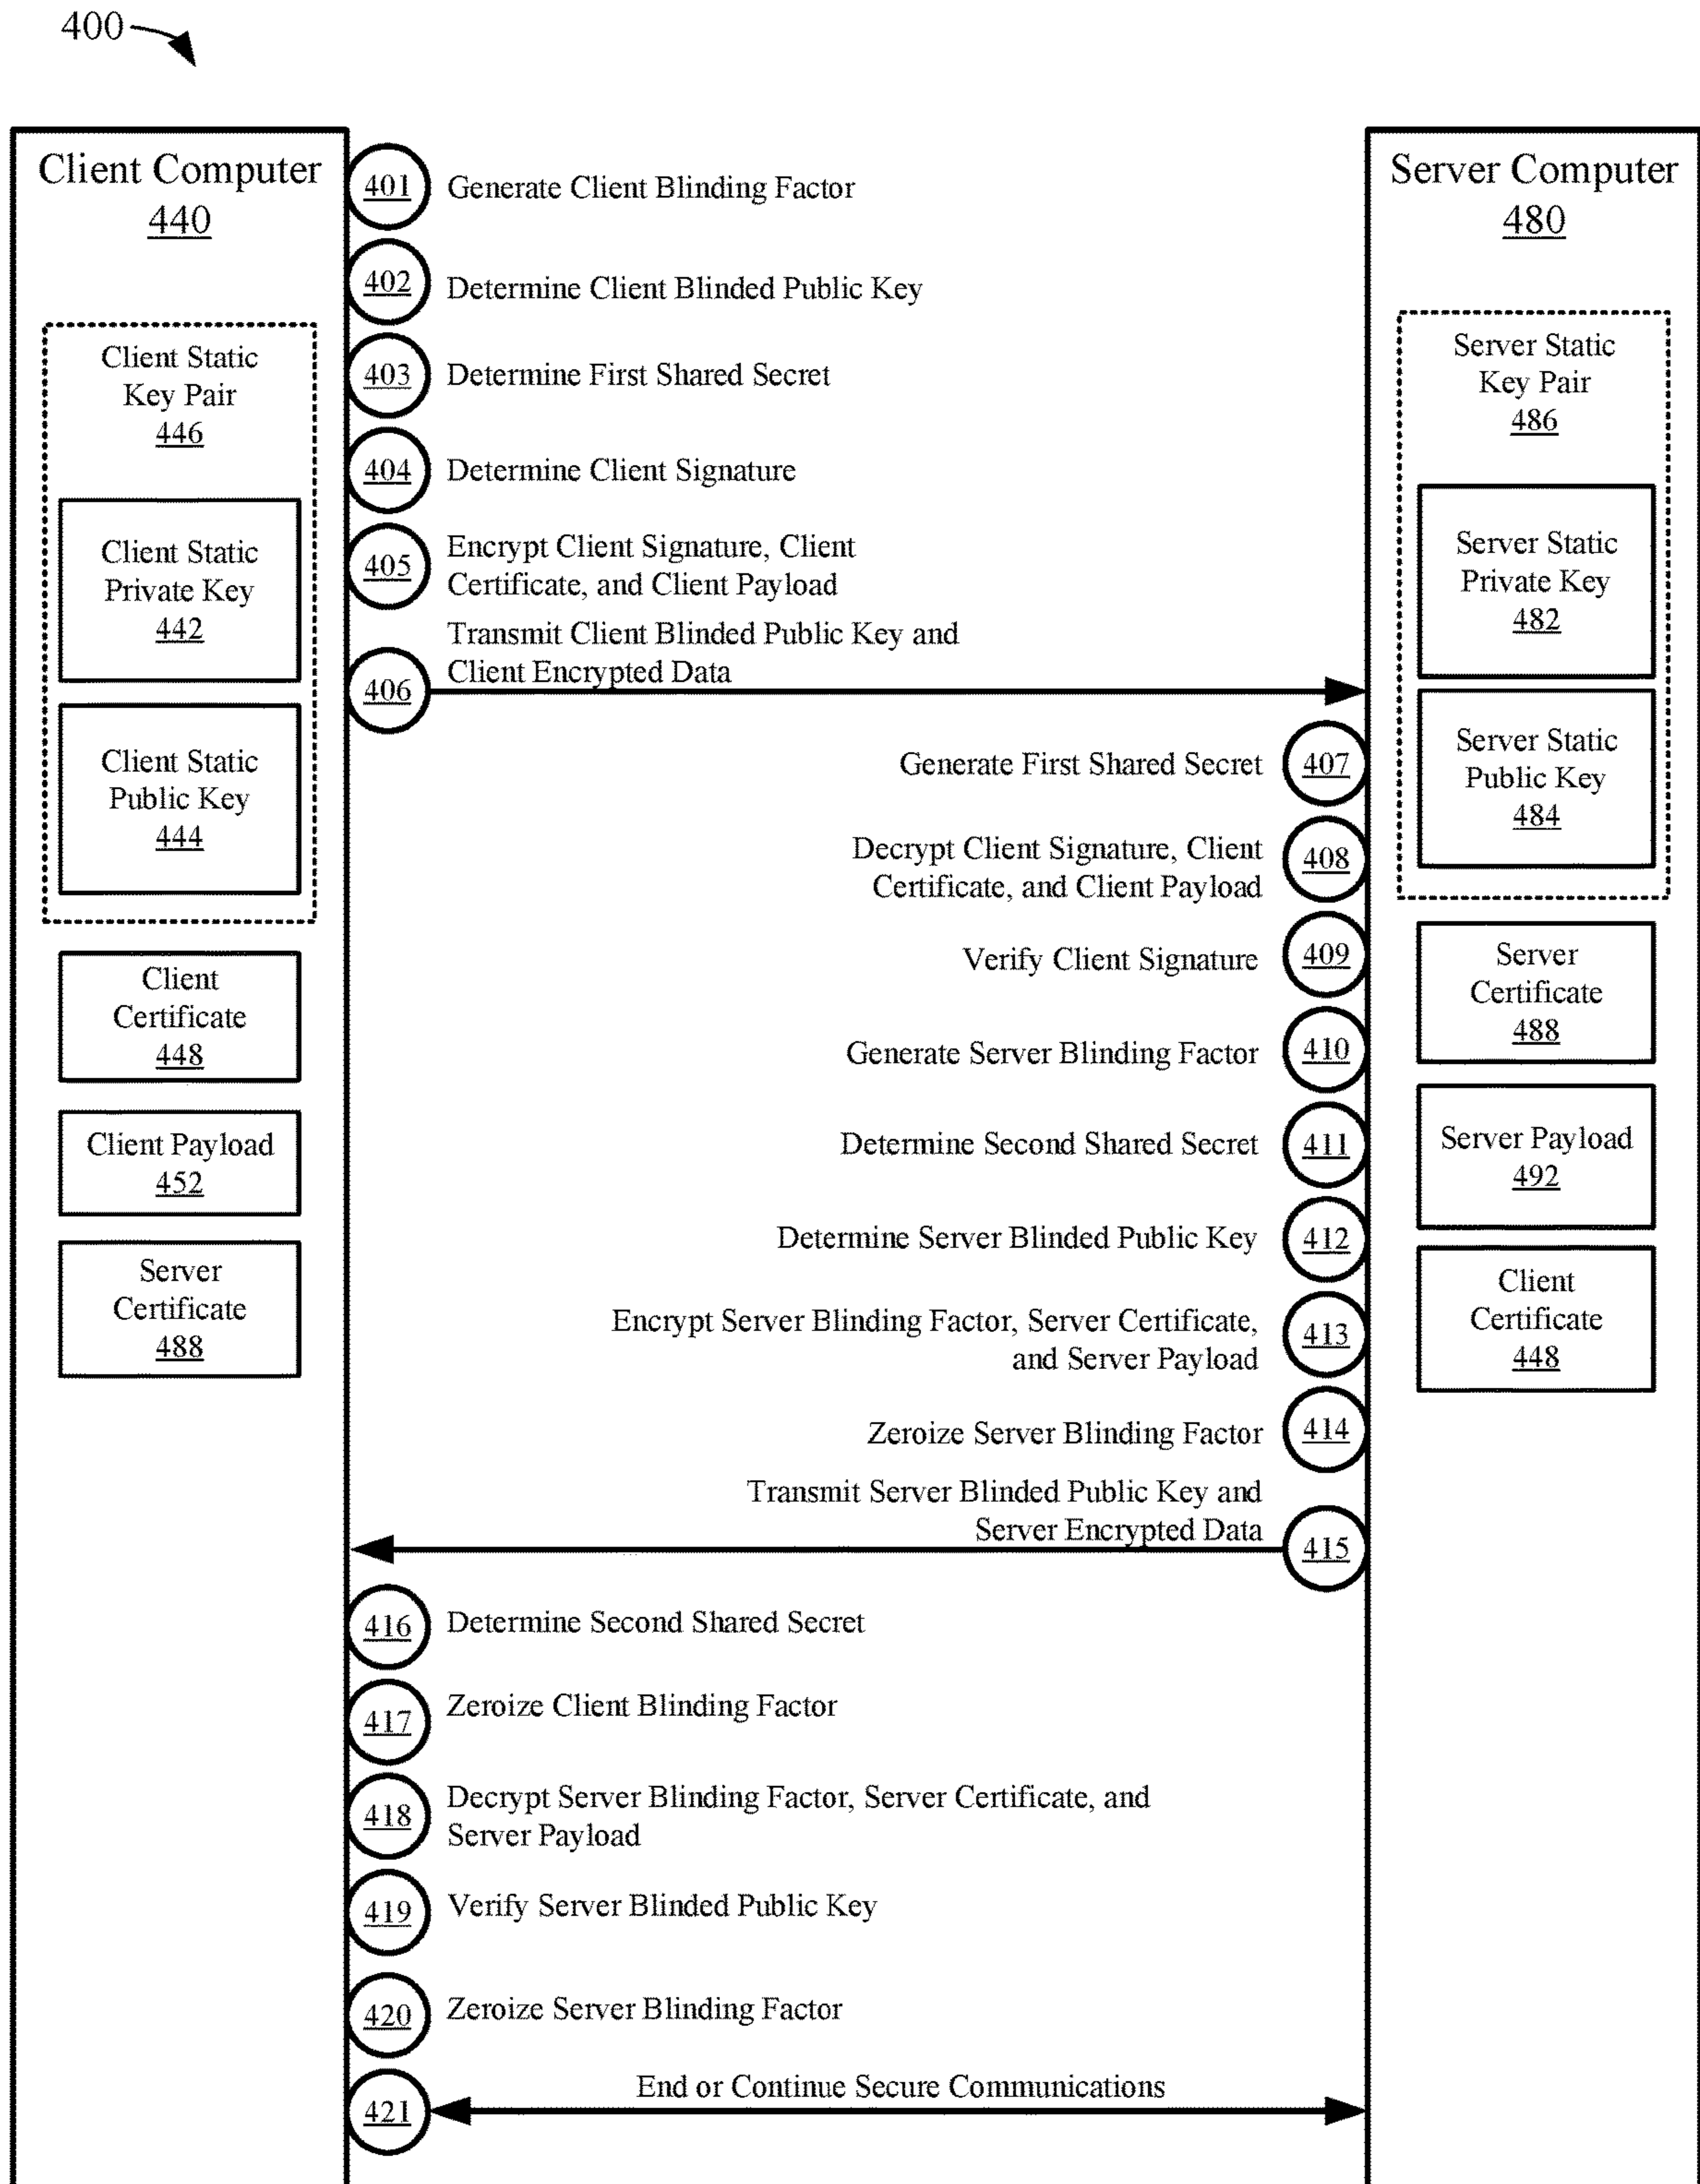 400
Client Computer
440
Client Static
Key Pair
446
Client Static
Private Key
442
Client Static
Public Key
444
Client
Certificate
448
Client Payload
452
Server
Certificate
488
401
Generate Client Blinding Factor
402
Determine Client Blinded Public Key
403
Determine First Shared Secret
404
Determine Client Signature
405
Encrypt Client Signature, Client
Certificate, and Client Payload
Transmit Client Blinded Public Key and
Client Encrypted Data
406
Generate First Shared Secret
407
Decrypt Client Signature, Client
Certificate, and Client Payload
408
Verify Client Signature
409
Generate Server Blinding Factor
410
Determine Second Shared Secret
411
Determine Server Blinded Public Key
412
Encrypt Server Blinding Factor, Server Certificate,
and Server Payload
413
Zeroize Server Blinding Factor
414
Transmit Server Blinded Public Key and
Server Encrypted Data
415
416
Determine Second Shared Secret
417
Zeroize Client Blinding Factor
418
Decrypt Server Blinding Factor, Server Certificate, and
Server Payload
419
Verify Server Blinded Public Key
420
Zeroize Server Blinding Factor
421
End or Continue Secure Communications
Server Computer
480
Server Static
Key Pair
486
Server Static
Private Key
482
Server Static
Public Key
484
Server
Certificate
488
Server Payload
492
Client
Certificate
448